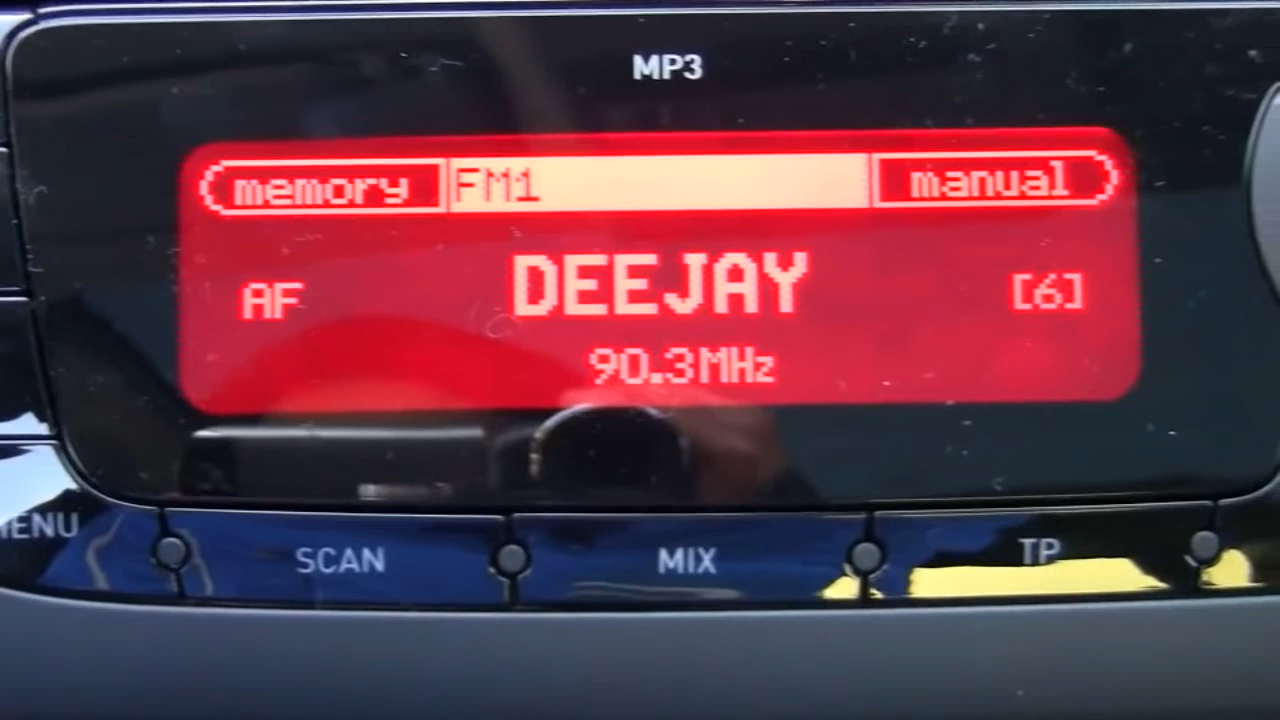 MP3
memory FM1 manual
AF DEEJAY [6]
90.3MHz
MENU SCAN MIX TP